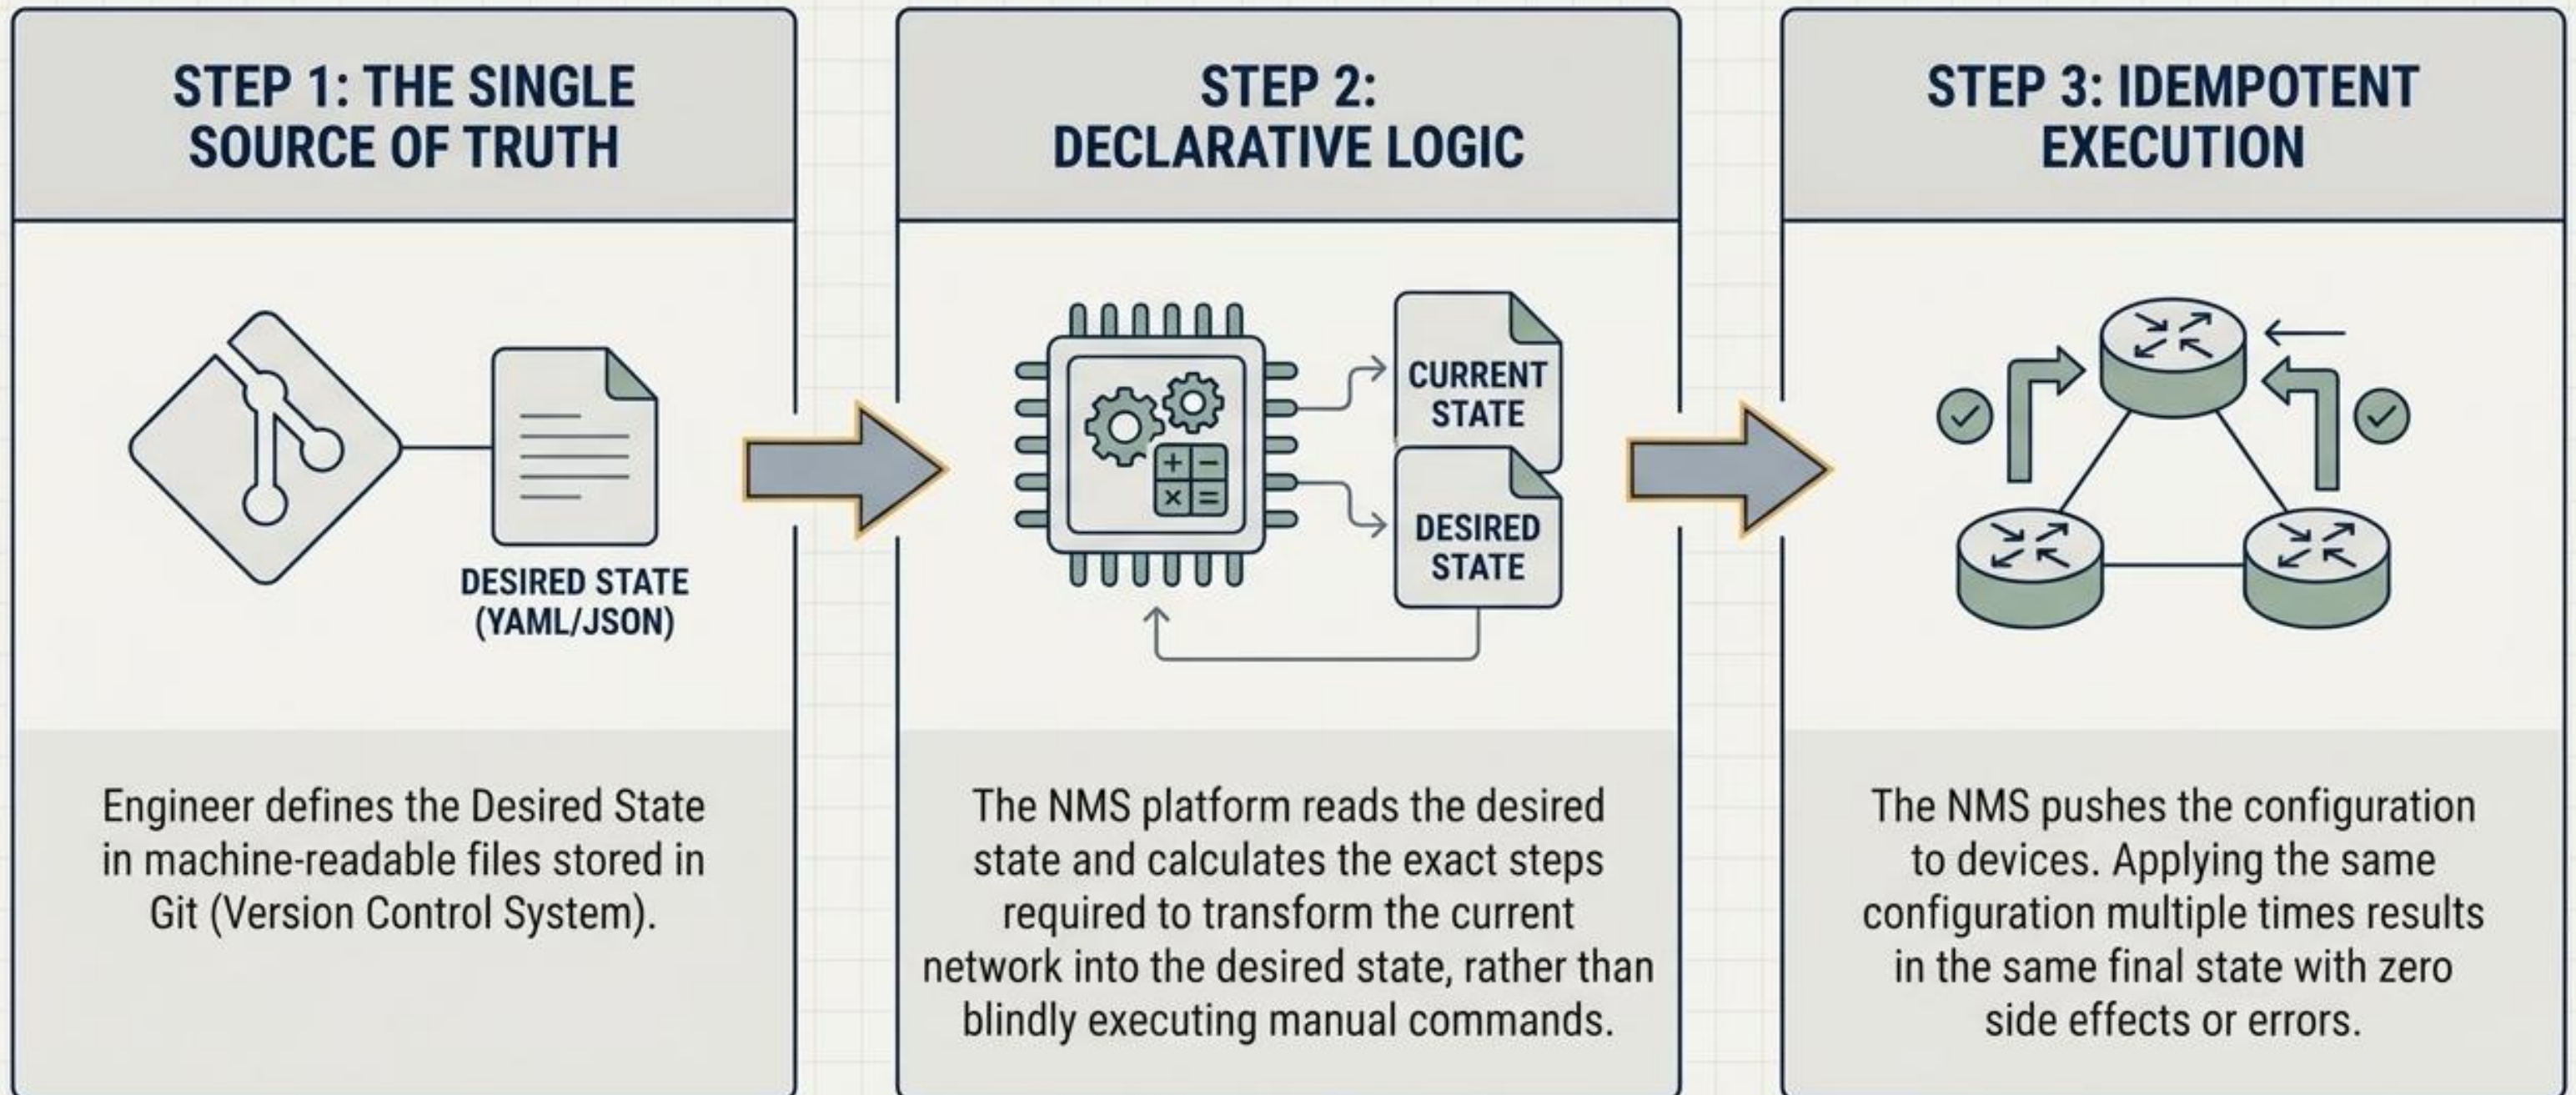 STEP 1: THE SINGLE
SOURCE OF TRUTH
DESIRED STATE
(YAML/JSON)
Engineer defines the Desired State
in machine-readable files stored in
Git (Version Control System).
STEP 2:
DECLARATIVE LOGIC
CURRENT
STATE
DESIRED
STATE
The NMS platform reads the desired
state and calculates the exact steps
required to transform the current
network into the desired state, rather than
blindly executing manual commands.
STEP 3: IDEMPOTENT
EXECUTION
The NMS pushes the configuration
to devices. Applying the same
configuration multiple times results
in the same final state with zero
side effects or errors.